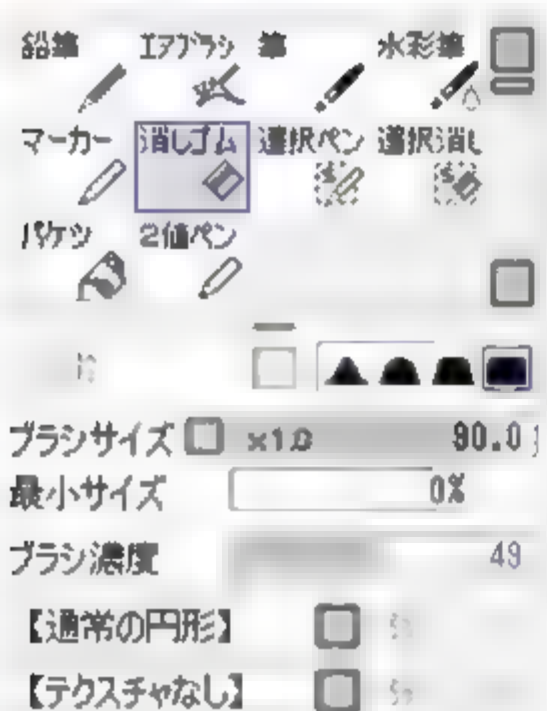 鉛筆 エアブラシ 筆 水彩筆
マーカー 消しゴム 選択ペン 選択消し
バケツ 2値ペン
ブラシサイズ ×1.0 90.0
最小サイズ 0%
ブラシ濃度 49
【通常の円形】
【テクスチャなし】